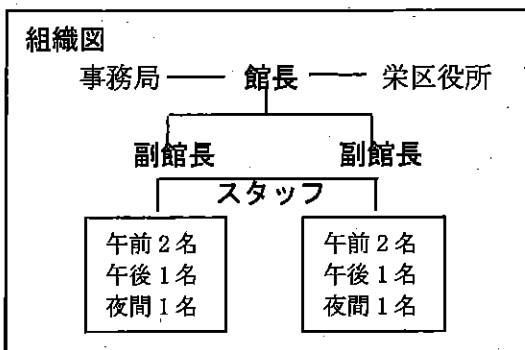 組織図
事務局 館長 栄区役所
副館長 副館長
スタッフ
午前2名 午前2名
午後1名 午後1名
夜間1名 夜間1名